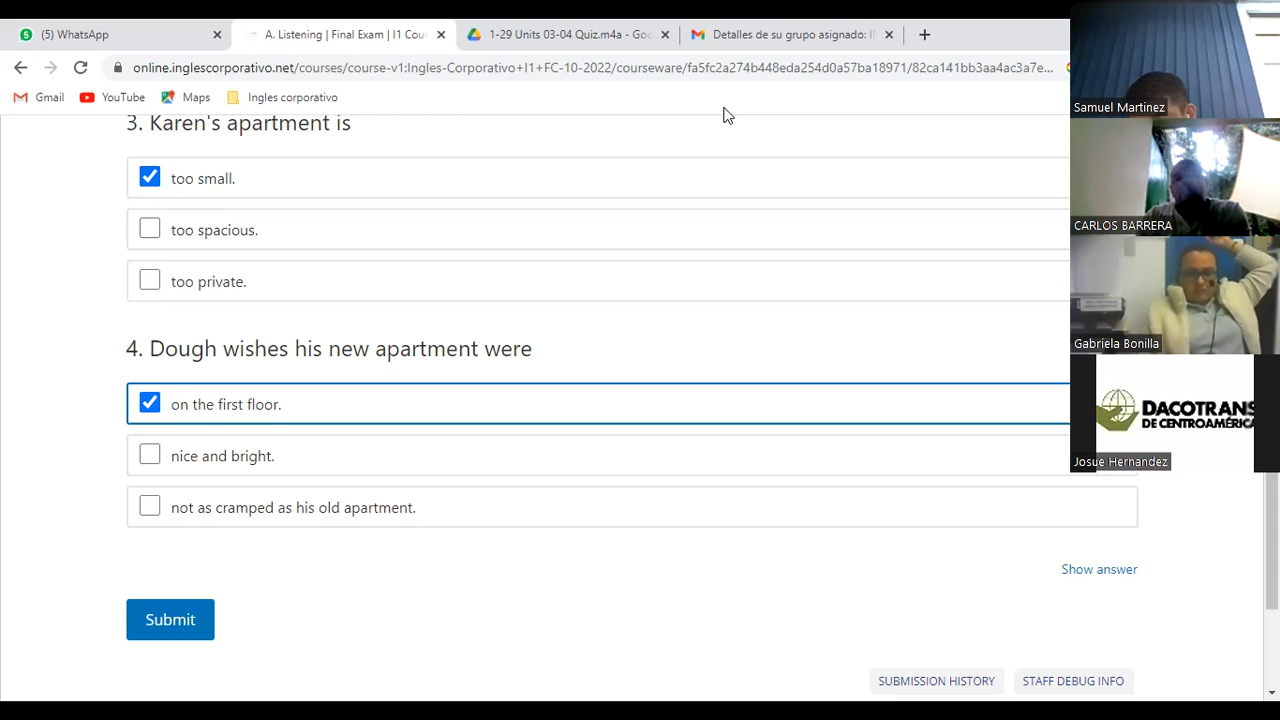 (5) WhatsApp
A. Listening | Final Exam | I1 Cou
1-29 Units 03-04 Quiz.m4a - Goo
Detalles de su grupo asignado: I
online.inglescorporativo.net/courses/course-v1:Ingles-Corporativo+I1+FC-10-2022/courseware/fa5fc2a274b448eda254d0a57ba18971/82ca141bb3aa4ac3a7e...
Gmail
YouTube
Maps
Ingles corporativo
3. Karen's apartment is
too small.
too spacious.
too private.
4. Dough wishes his new apartment were
on the first floor.
nice and bright.
not as cramped as his old apartment.
Show answer
Submit
SUBMISSION HISTORY
STAFF DEBUG INFO
Samuel Martinez
CARLOS BARRERA
Gabriela Bonilla
DACOTRANS
DE CENTROAMÉRICA
Josue Hernandez